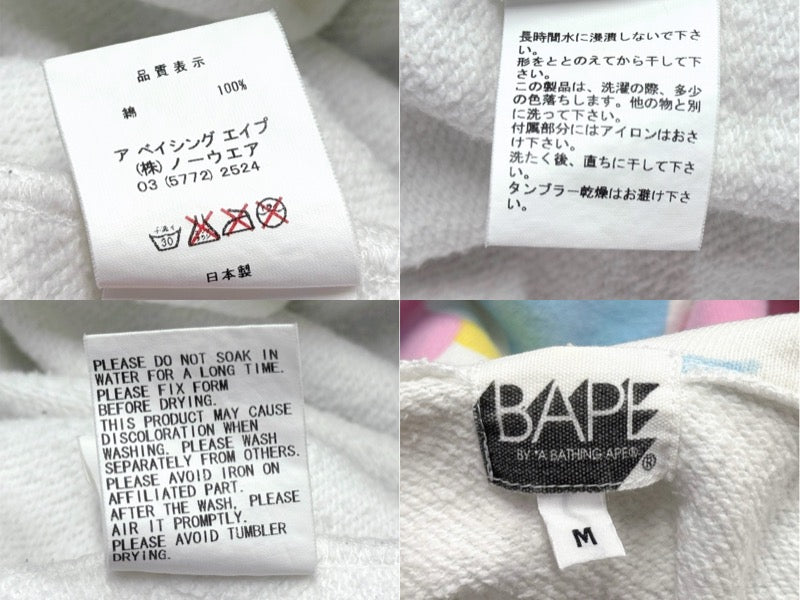 品質表示
綿 100%
ア ベイシング エイプ
(株) ノーウエア
03 (5772) 2524
30
日本製
長時間水に浸漬しないで下さ
い。
形をととのえてから干して下
さい。
この製品は、洗濯の際、多少
の色落ちします。他の物と別
に洗って下さい。
付属部分にはアイロンはおさ
け下さい。
洗たく後、直ちに干して下さ
い。
タンブラー乾燥はお避け下さ
い。
PLEASE DO NOT SOAK IN
WATER FOR A LONG TIME.
PLEASE FIX FORM
BEFORE DRYING.
THIS PRODUCT MAY CAUSE
DISCOLORATION WHEN
WASHING. PLEASE WASH
SEPARATELY FROM OTHERS.
PLEASE AVOID IRON ON
AFFILIATED PART.
AFTER THE WASH, PLEASE
AIR IT PROMPTLY.
PLEASE AVOID TUMBLER
DRYING.
BAPE
BY "A BATHING APE®"
®
M